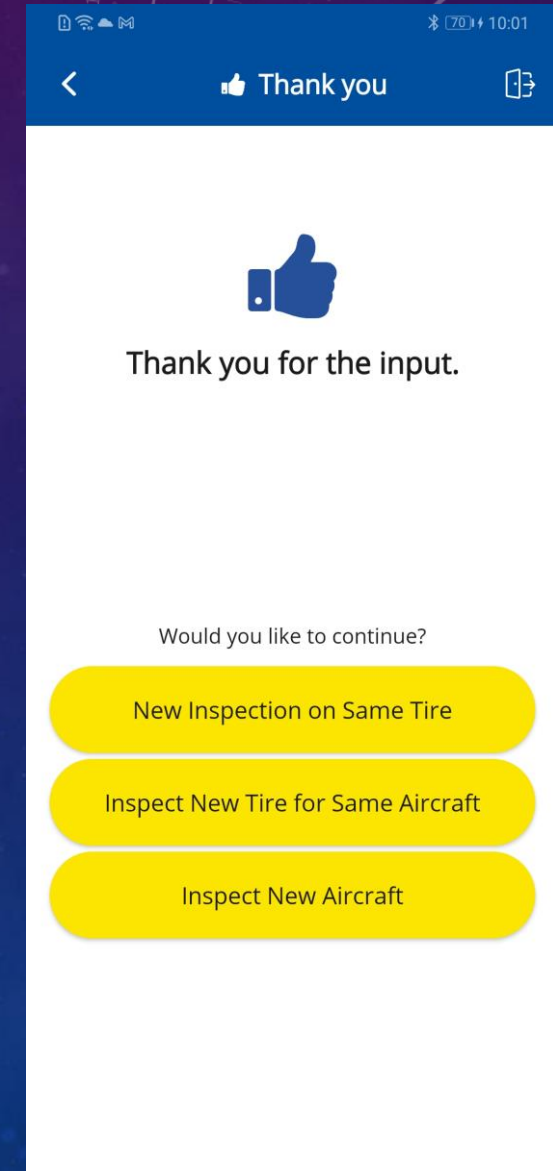 70 10:01
Thank you
Thank you for the input.
Would you like to continue?
New Inspection on Same Tire
Inspect New Tire for Same Aircraft
Inspect New Aircraft